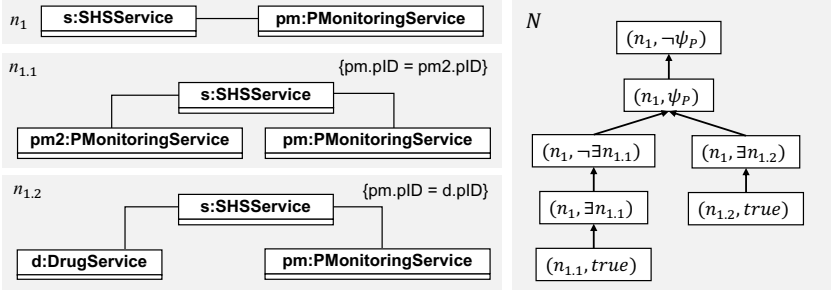 n₁
s:SHSService
pm:PMonitoringService
n₁.₁
{pm.pID = pm2.pID}
s:SHSService
pm2:PMonitoringService
pm:PMonitoringService
n₁.₂
{pm.pID = d.pID}
s:SHSService
d:DrugService
pm:PMonitoringService
N
(n₁, ¬ψ_P)
(n₁, ψ_P)
(n₁, ¬∃n₁.₁)
(n₁, ∃n₁.₂)
(n₁, ∃n₁.₁)
(n₁.₂, true)
(n₁.₁, true)